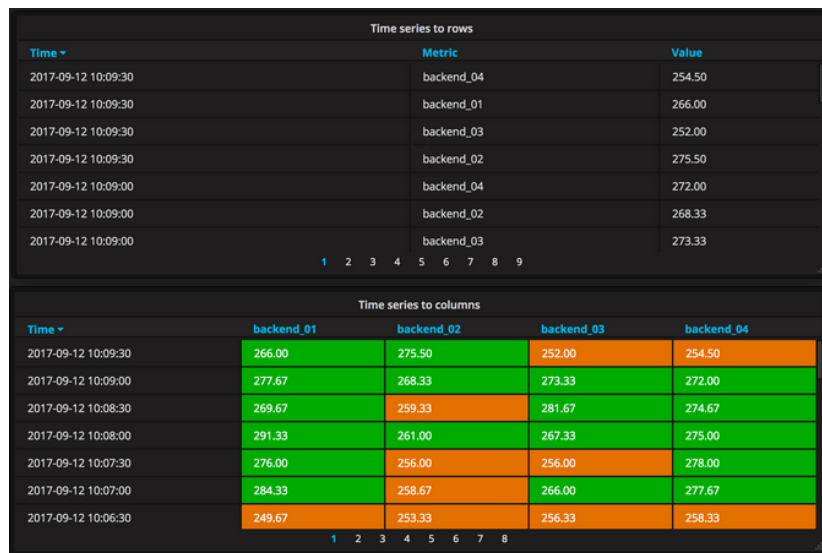 Time series to rows
Time Metric Value
2017-09-12 10:09:30 backend_04 254.50
2017-09-12 10:09:30 backend_01 266.00
2017-09-12 10:09:30 backend_03 252.00
2017-09-12 10:09:30 backend_02 275.50
2017-09-12 10:09:00 backend_04 272.00
2017-09-12 10:09:00 backend_02 268.33
2017-09-12 10:09:00 backend_03 273.33
1 2 3 4 5 6 7 8 9
Time series to columns
Time backend_01 backend_02 backend_03 backend_04
2017-09-12 10:09:30 266.00 275.50 252.00 254.50
2017-09-12 10:09:00 277.67 268.33 273.33 272.00
2017-09-12 10:08:30 269.67 259.33 281.67 274.67
2017-09-12 10:08:00 291.33 261.00 267.33 275.00
2017-09-12 10:07:30 276.00 256.00 256.00 278.00
2017-09-12 10:07:00 284.33 258.67 266.00 277.67
2017-09-12 10:06:30 249.67 253.33 256.33 258.33
1 2 3 4 5 6 7 8